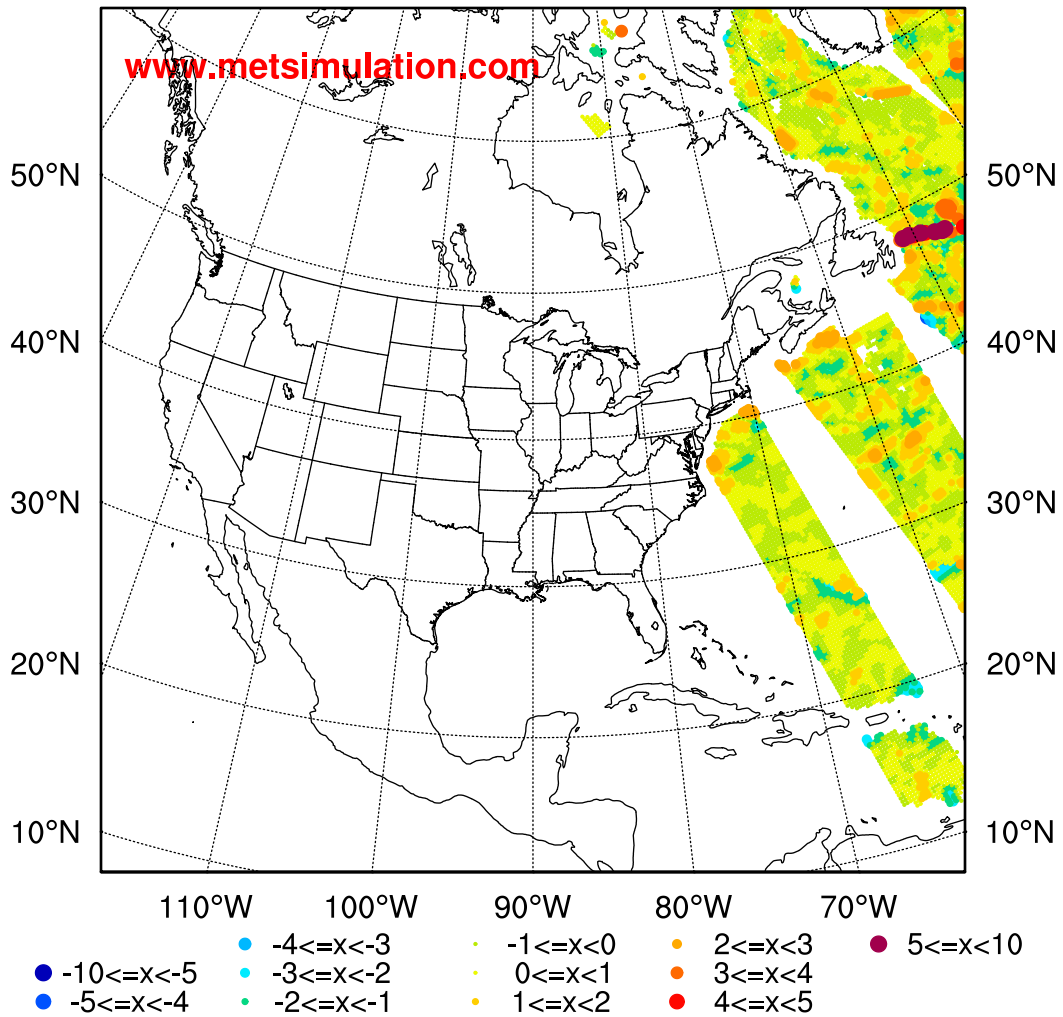 www.metsimulation.com
50°N 50°N
40°N 40°N
30°N 30°N
20°N 20°N
10°N 10°N
110°W 100°W 90°W 80°W 70°W
-4<=x<-3 -1<=x<0 2<=x<3 5<=x<10
-10<=x<-5 -3<=x<-2 0<=x<1 3<=x<4
-5<=x<-4 -2<=x<-1 1<=x<2 4<=x<5